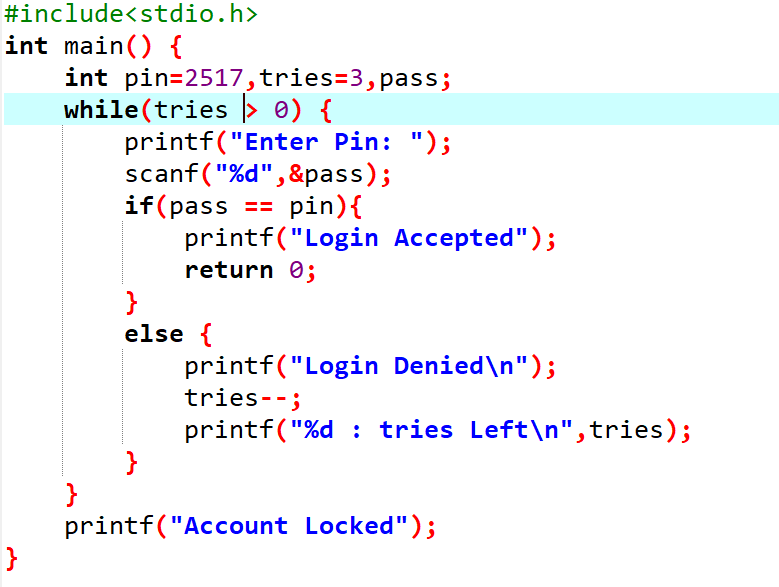 #include<stdio.h>
int main() {
    int pin=2517,tries=3,pass;
    while(tries > 0) {
        printf("Enter Pin: ");
        scanf("%d",&pass);
        if(pass == pin){
            printf("Login Accepted");
            return 0;
        }
        else {
            printf("Login Denied\n");
            tries--;
            printf("%d : tries Left\n",tries);
        }
    }
    printf("Account Locked");
}